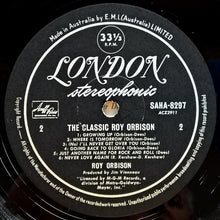 Made in Australia by E.M.I.(Australia) Limited
33⅓
R.P.M.
LONDON
stereophonic
SAHA-8297
ACZ2911
2
2
THE CLASSIC ROY ORBISON
1: GROWING UP (Orbison-Dees)
2: WHERE IS TOMORROW (Orbison-Dees)
3: (No) I'LL NEVER GET OVER YOU (Orbison-Dees)
4: GOING BACK TO GLORIA (Orbison-Dees)
5: JUST ANOTHER NAME FOR ROCK AND ROLL (Dees)
6: NEVER LOVE AGAIN (R. Kershaw-D. Kershaw)
ROY ORBISON
Produced by
Jim Vienneau
"Licensed by M-G-M Records, a
division of Metro-Goldwyn-
Mayer, Inc."